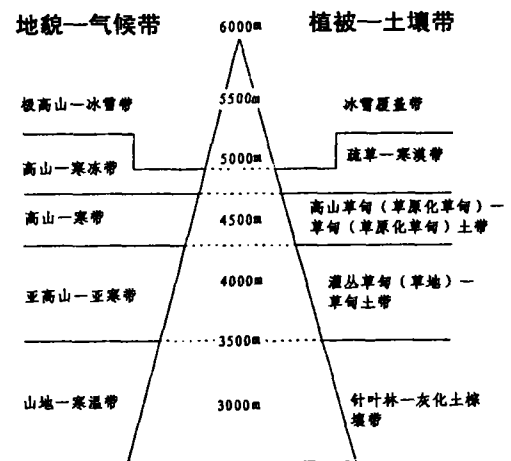 地貌—气候带
6000m
植被—土壤带
5500m
极高山—冰雪带
冰雪覆盖带
5000m
高山—寒冻带
疏草—寒漠带
高山—寒带
4500m
高山草甸（草原化草甸）—
草甸（草原化草甸）土带
亚高山—亚寒带
4000m
灌丛草甸（草地）—
草甸土带
3500m
山地—寒温带
3000m
针叶林—灰化土棕
壤带